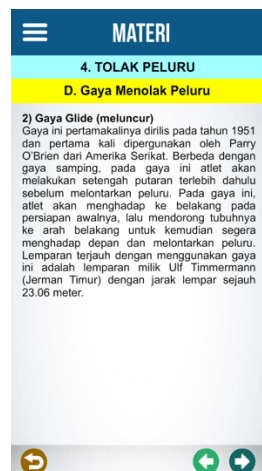 MATERI
4. TOLAK PELURU
D. Gaya Menolak Peluru
2) Gaya Glide (meluncur)
Gaya ini pertamakalinya dirilis pada tahun 1951
dan pertama kali dipergunakan oleh Parry
O'Brien dari Amerika Serikat. Berbeda dengan
gaya samping, pada gaya ini atlet akan
melakukan setengah putaran terlebih dahulu
sebelum melontarkan peluru. Pada gaya ini,
atlet akan menghadap ke belakang pada
persiapan awalnya, lalu mendorong tubuhnya
ke arah belakang untuk kemudian segera
menghadap depan dan melontarkan peluru.
Lemparan terjauh dengan menggunakan gaya
ini adalah lemparan milik Ulf Timmermann
(Jerman Timur) dengan jarak lempar sejauh
23.06 meter.